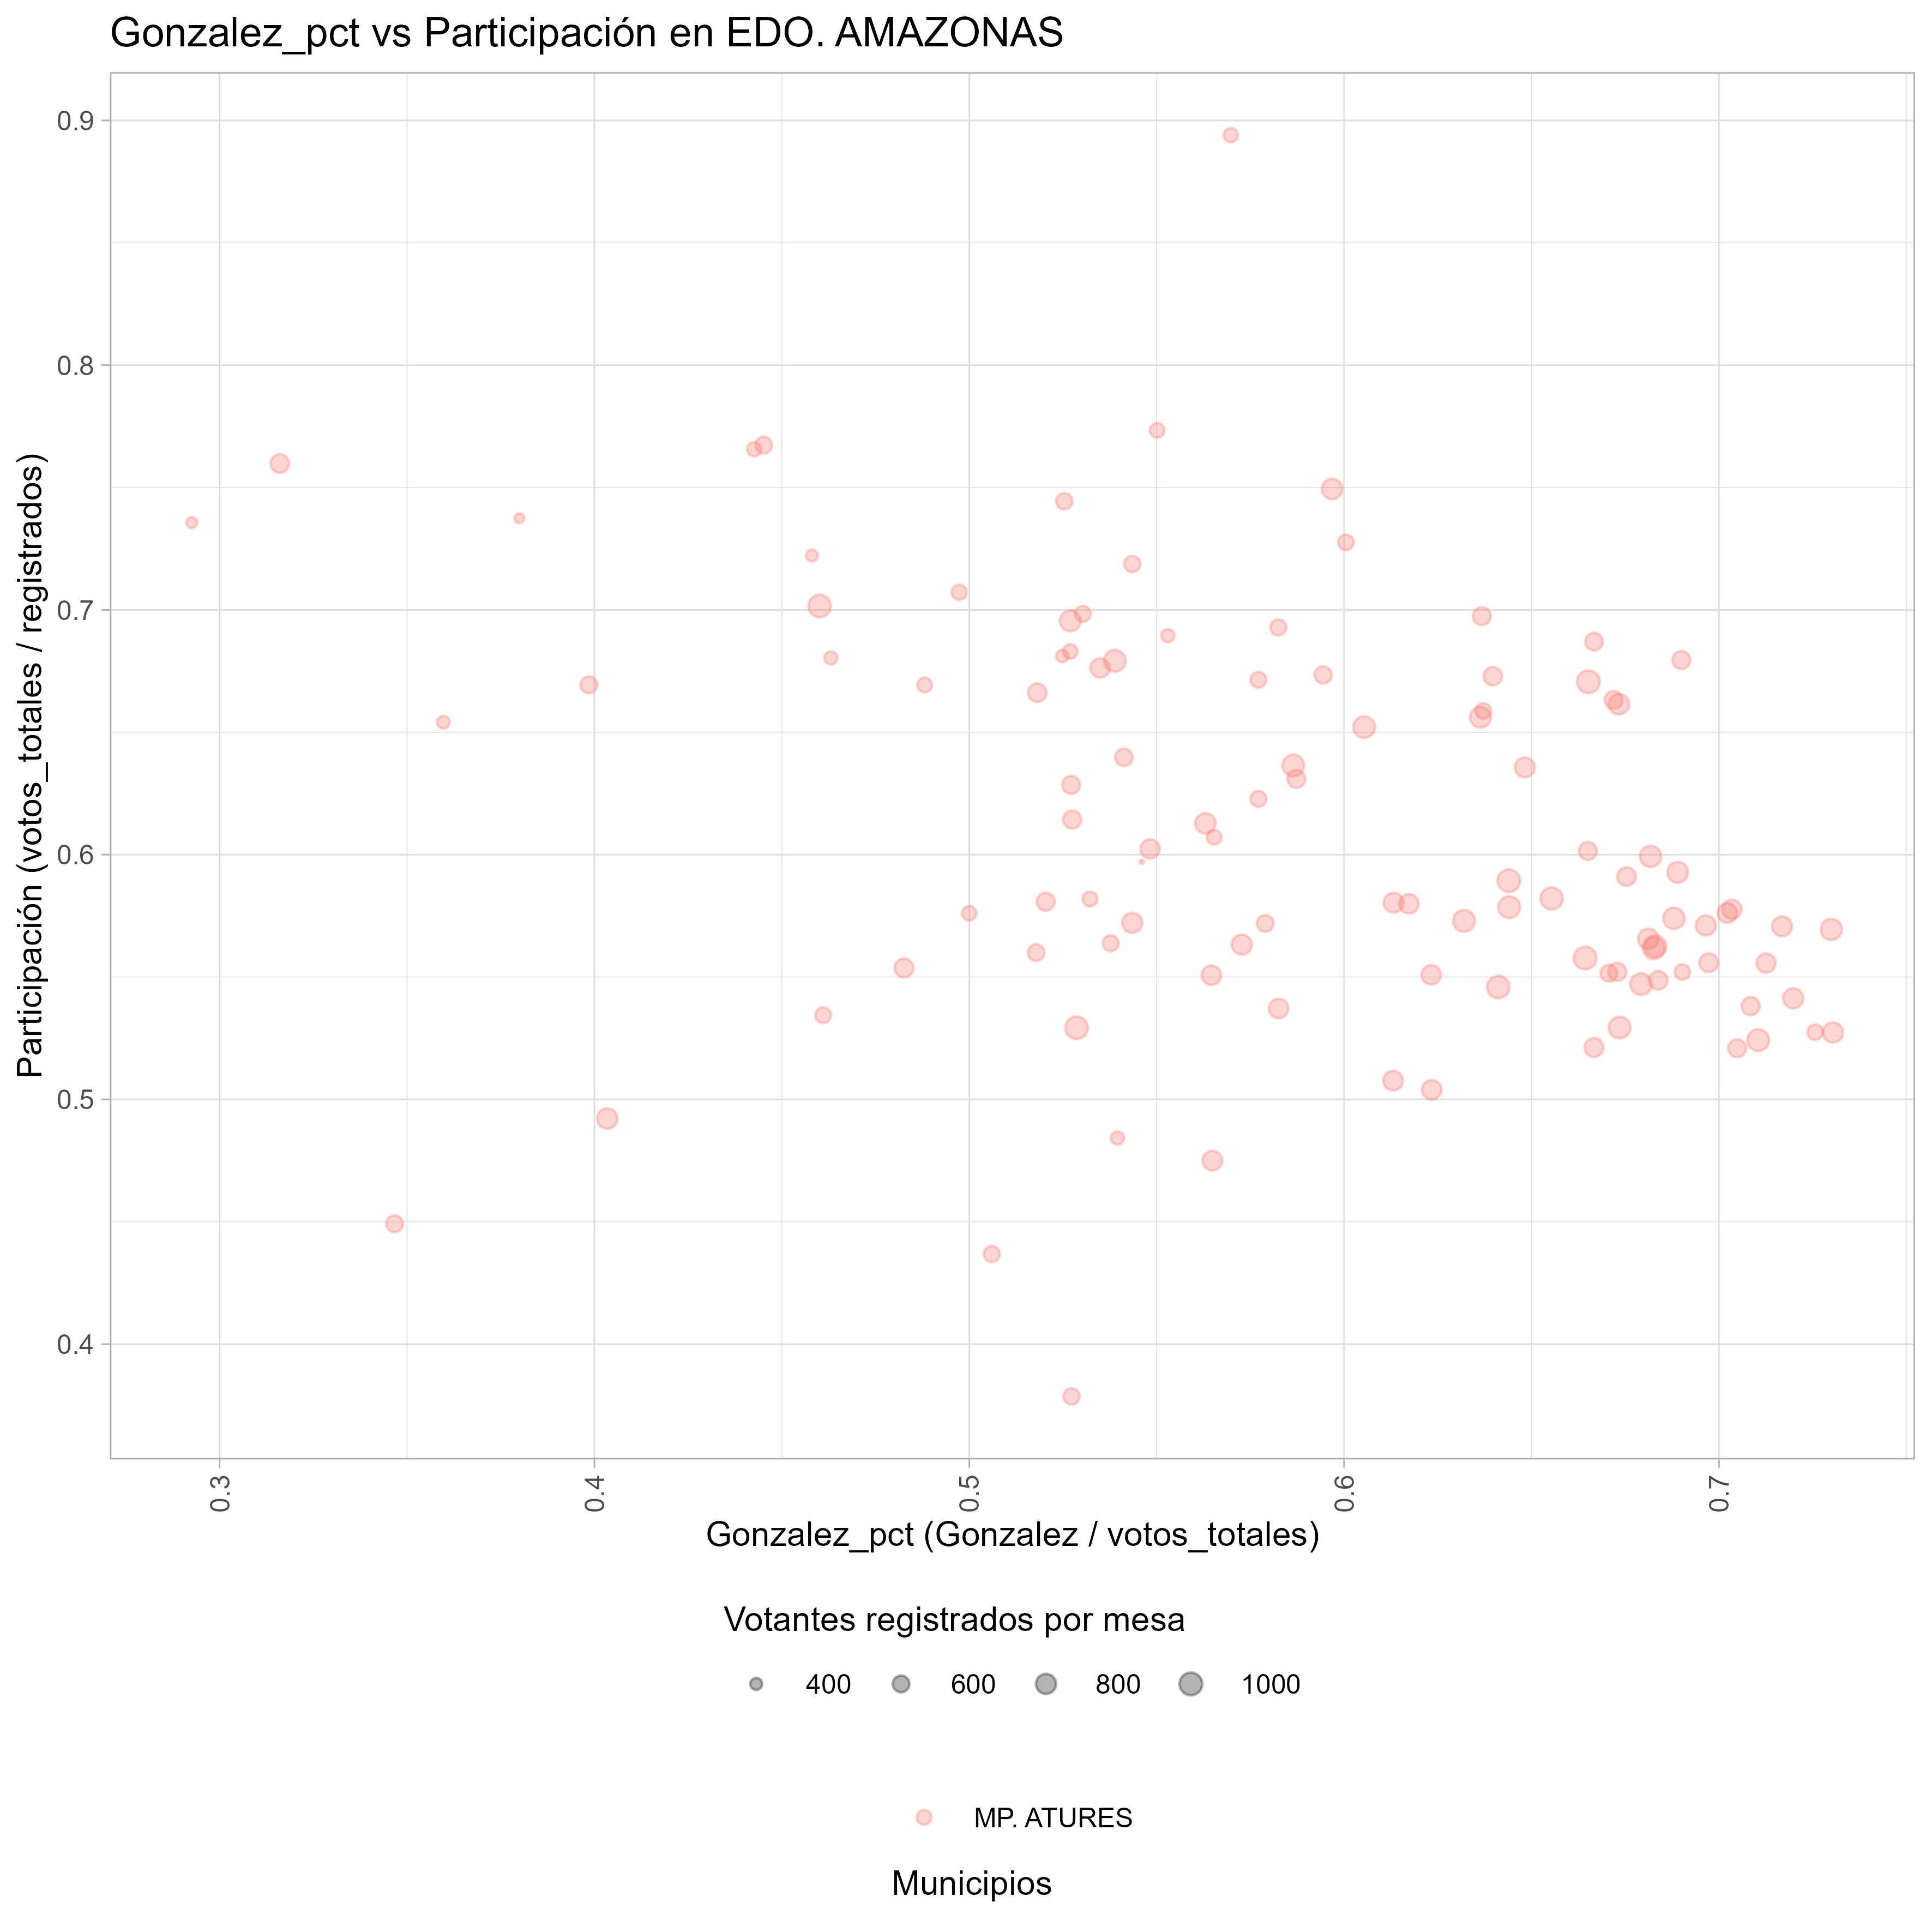 Gonzalez_pct vs Participación en EDO. AMAZONAS
Participación (votos_totales / registrados)
0.9
0.8
0.7
0.6
0.5
0.4
0.3
0.4
0.5
0.6
0.7
Gonzalez_pct (Gonzalez / votos_totales)
Votantes registrados por mesa
400
600
800
1000
MP. ATURES
Municipios